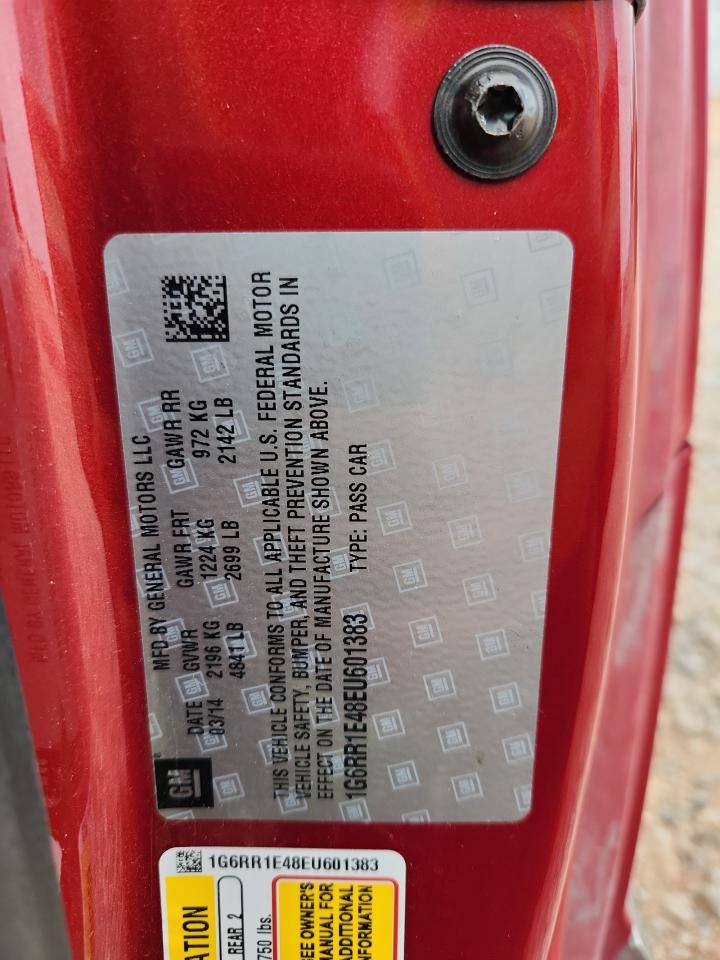 GM
MFD BY GENERAL MOTORS LLC
DATE GVWR GAWR FRT GAWR RR
03/14 2196 KG 1224 KG 972 KG
4841 LB 2699 LB 2142 LB
THIS VEHICLE CONFORMS TO ALL APPLICABLE U.S. FEDERAL MOTOR
VEHICLE SAFETY, BUMPER, AND THEFT PREVENTION STANDARDS IN
EFFECT ON THE DATE OF MANUFACTURE SHOWN ABOVE.
1G6RR1E48EU601383 TYPE: PASS CAR
1G6RR1E48EU601383
ATION
REAR 2
750 lbs.
SEE OWNER'S
MANUAL FOR
ADDITIONAL
INFORMATION